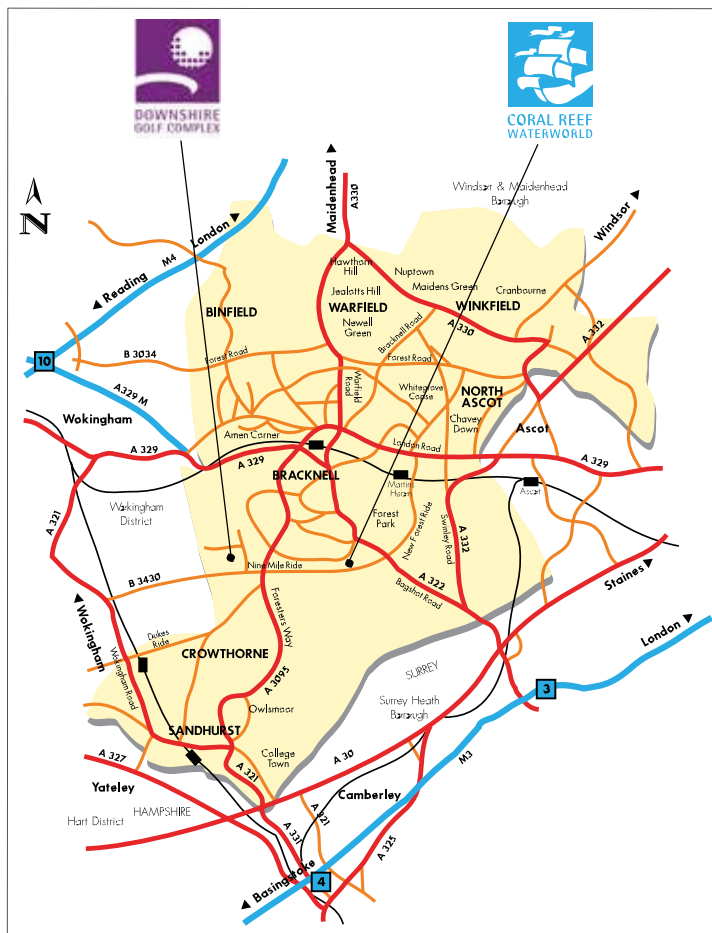 DOWNSHIRE
GOLF COMPLEX
CORAL REEF
WATERWORLD
N
Maidenhead
A330
Windsor & Maidenhead
Borough
Windsor
London
M4
Reading
Hawthorn
Hill
Nuptown
Jealotts Hill
Maidens Green
Cranbourne
BINFIELD
WARFIELD
WINKFIELD
Newell
Green
Bracknell Road
A 330
A 332
10
B 3034
Forest Road
Forest Road
A329 M
Warfield
Road
Whitegrove
Copse
NORTH
ASCOT
Chavey
Down
Wokingham
Amen Corner
London Road
Ascot
A 329
A 329
A 329
BRACKNELL
Martins
Heron
Ascot
A 321
Workingham
District
Forest
Park
New Forest Ride
A 332
Swinley Road
Nine Mile Ride
B 3430
A 322
Bagshot Road
Staines
Wokingham
Foresters Way
Dukes
Ride
London
Wokingham Road
CROWTHORNE
SURREY
A 3095
3
Surrey Heath
Borough
Owlsmoor
SANDHURST
College
Town
A 30
M3
A 327
A 321
Yateley
Camberley
HAMPSHIRE
Hart District
A 321
A 331
A 325
4
Basingstoke